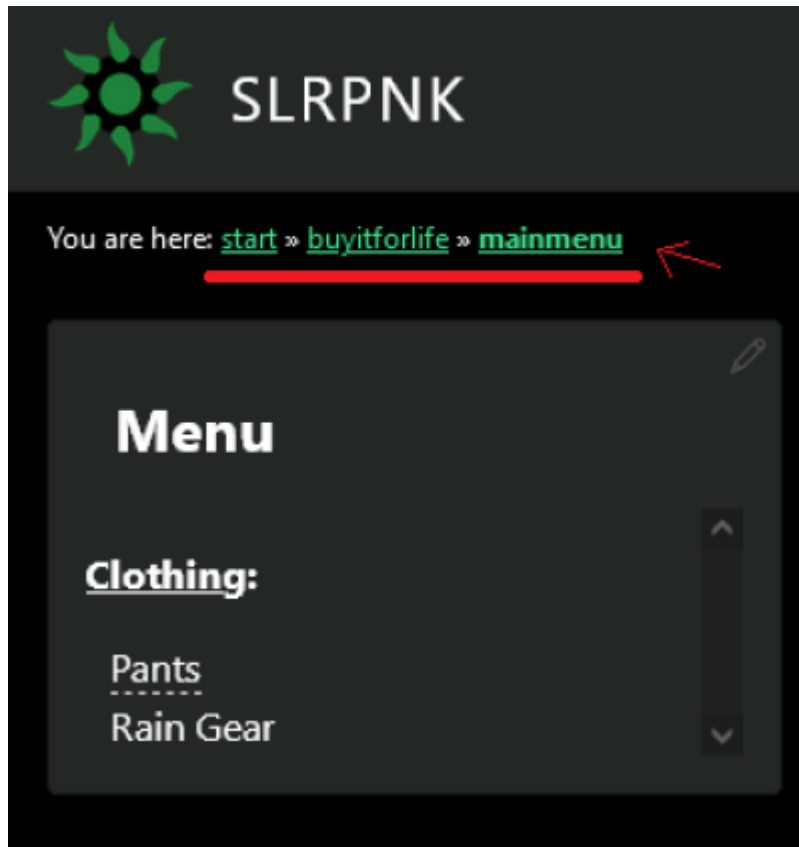 SLRPNK
You are here: start » buyitforlife » mainmenu
Menu
Clothing:
Pants
Rain Gear